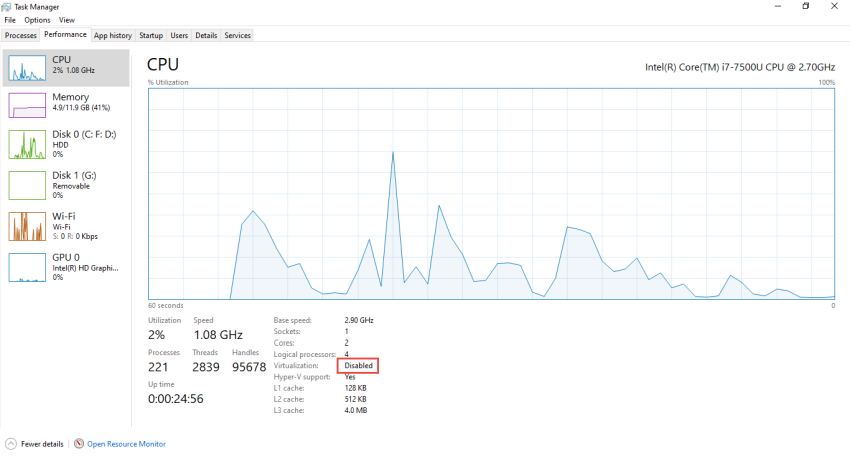 Task Manager
File Options View
Processes Performance App history Startup Users Details Services
CPU
2% 1.08 GHz
Memory
4.9/11.9 GB (41%)
Disk 0 (C: F: D:)
HDD
0%
Disk 1 (G:)
Removable
0%
Wi-Fi
Wi-Fi
S: 0 R: 0 Kbps
GPU 0
Intel(R) HD Graphi...
0%
CPU
Intel(R) Core(TM) i7-7500U CPU @ 2.70GHz
% Utilization 100%
60 seconds 0
Utilization Speed
2% 1.08 GHz
Processes Threads Handles
221 2839 95678
Up time
0:00:24:56
Base speed: 2.90 GHz
Sockets: 1
Cores: 2
Logical processors: 4
Virtualization: Disabled
Hyper-V support: Yes
L1 cache: 128 KB
L2 cache: 512 KB
L3 cache: 4.0 MB
Fewer details Open Resource Monitor